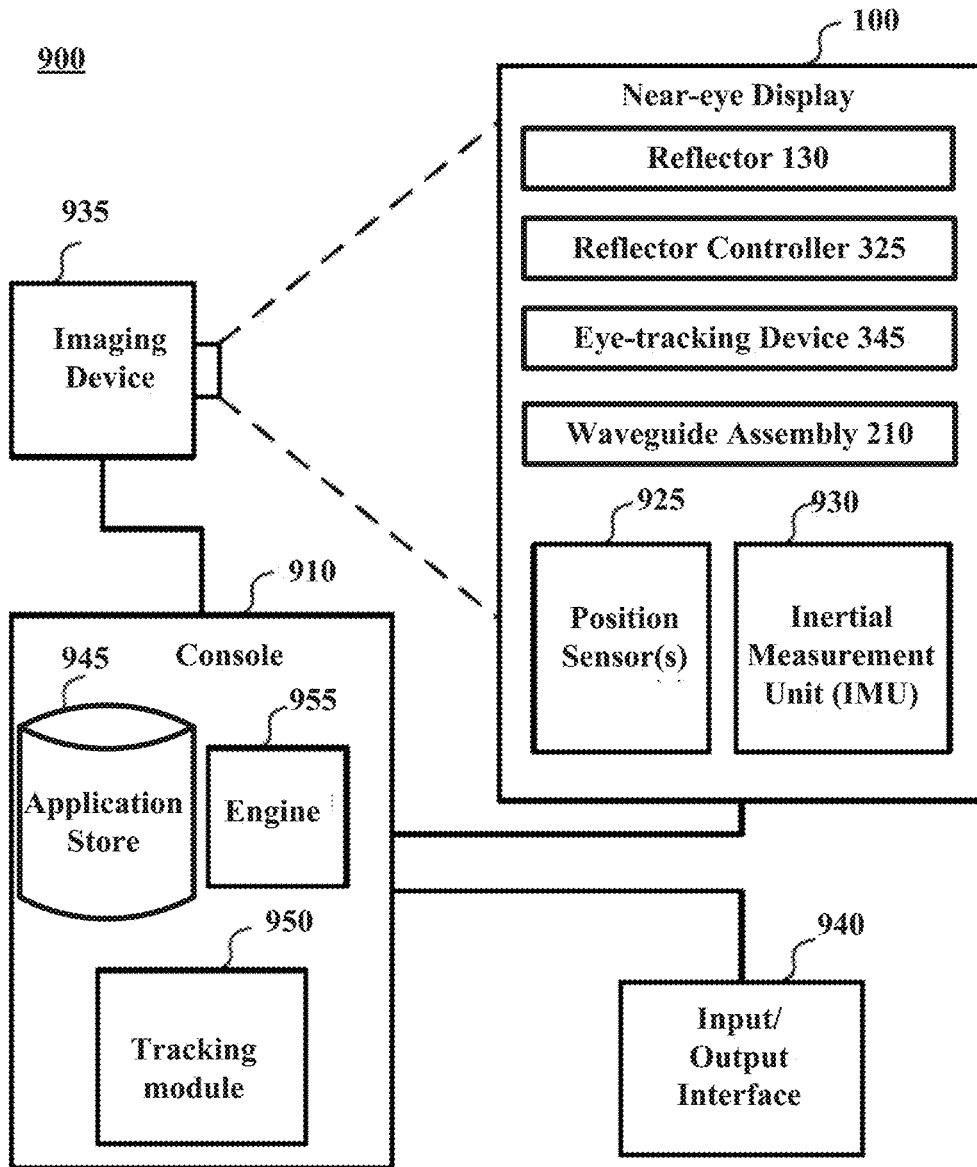 900
100
Near-eye Display
Reflector 130
Reflector Controller 325
Eye-tracking Device 345
Waveguide Assembly 210
925
Position
Sensor(s)
930
Inertial
Measurement
Unit (IMU)
935
Imaging
Device
910
Console
945
Application
Store
955
Engine
950
Tracking
module
940
Input/
Output
Interface